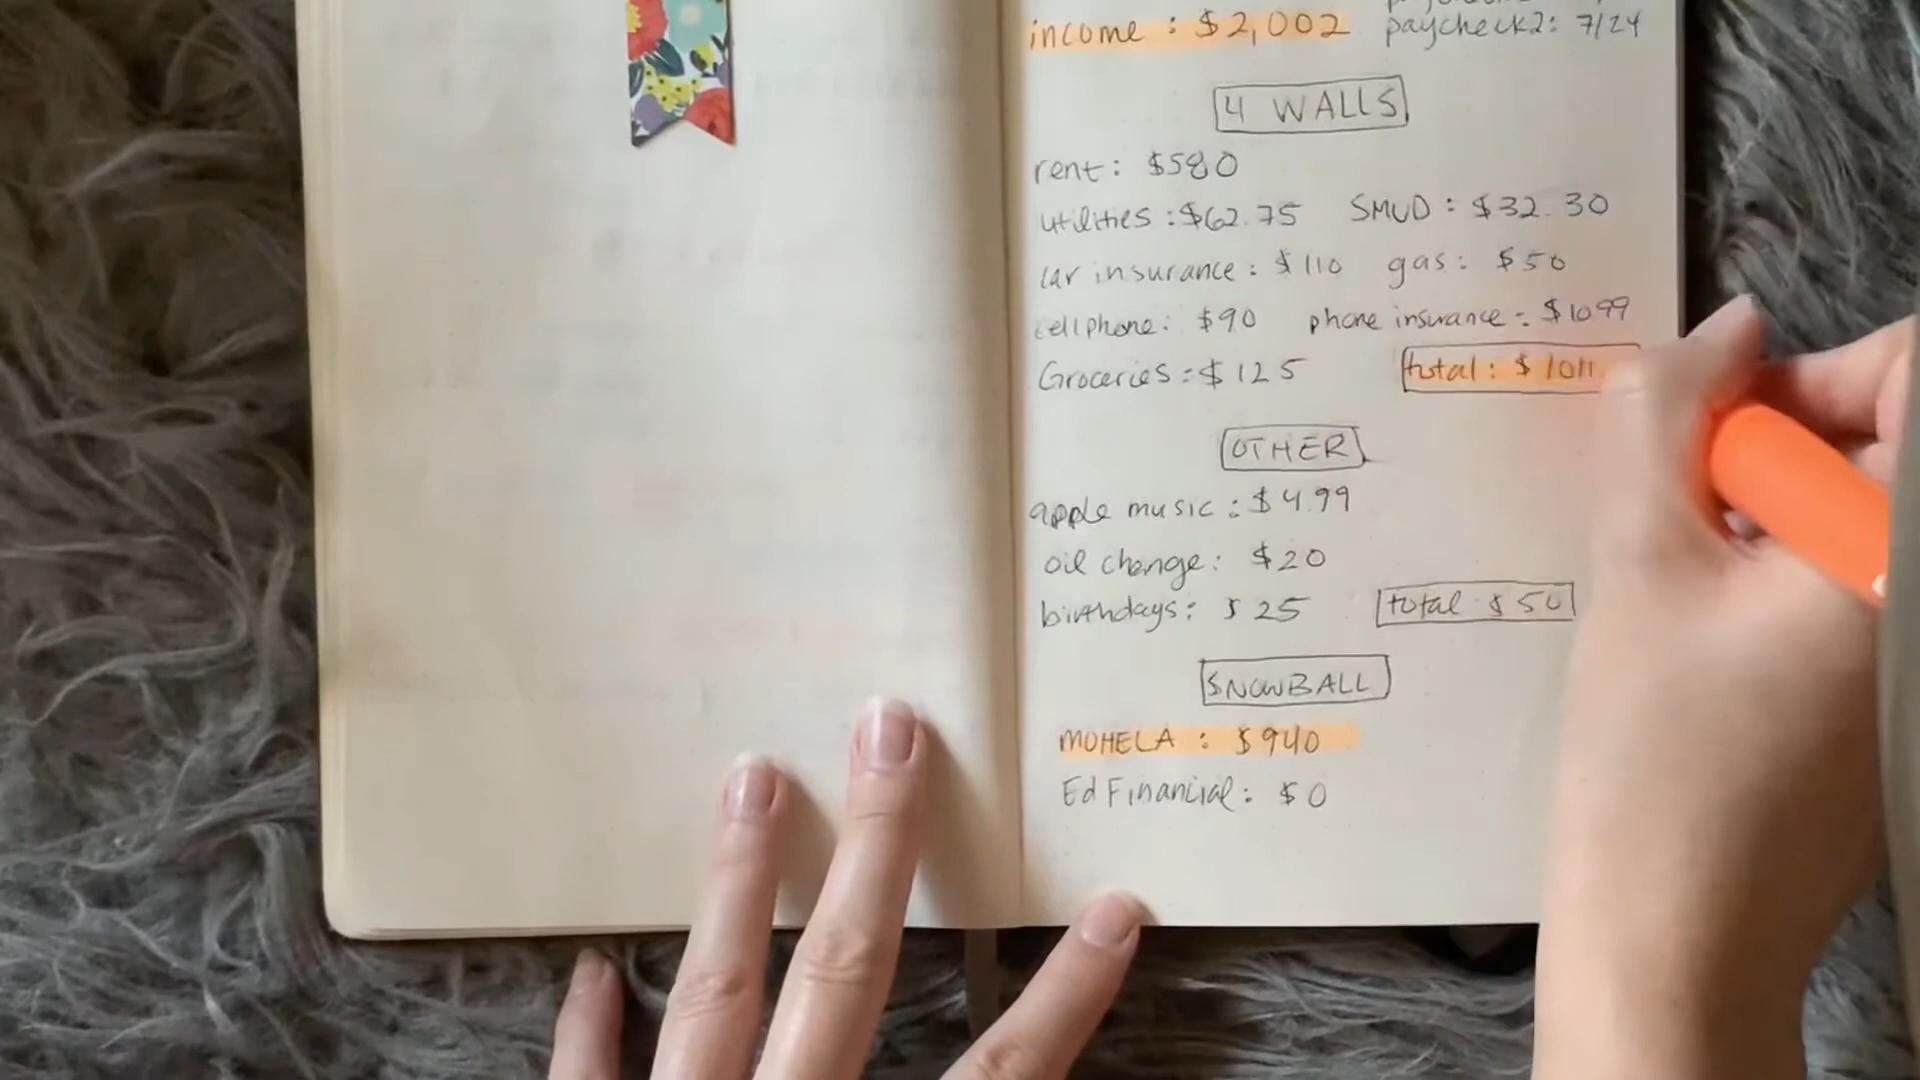 income : $2,002 paycheck2: 7/24
4 WALLS
rent: $580
utilities : $62.75 SMUD : $32.30
car insurance : $110 gas: $50
cellphone: $90 phone insurance : $10.99
Groceries : $125 total: $1011.
OTHER
apple music : $4.99
oil change: $20
birthdays: $25 total $50
SNOWBALL
MOHELA : $940
Ed Financial: $0